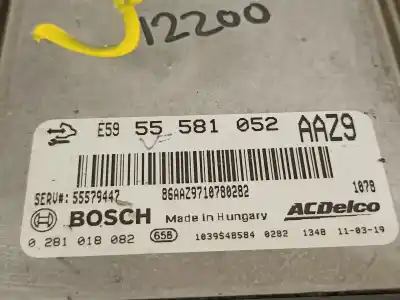 12200
E59 55 581 052 AAZ9
SERV#: 55579447 86AAZ9710780282 1078
BOSCH Made in Hungary ACDelco
0 281 018 082 65B 1039S48584 0282 1348 11-03-19